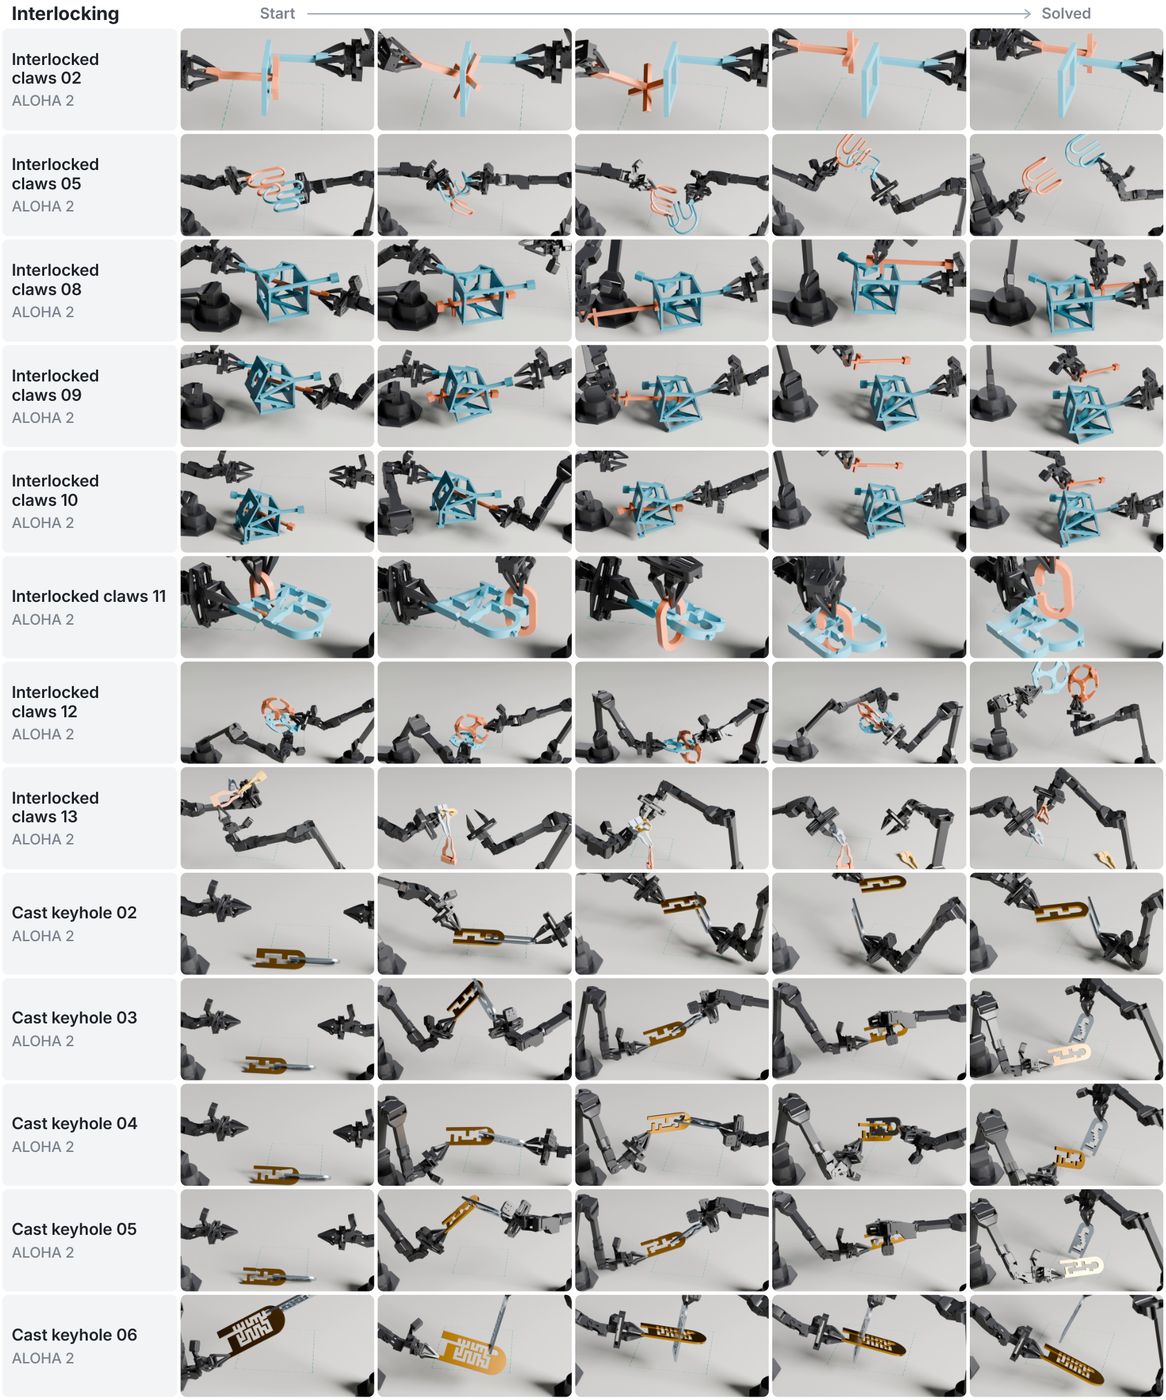 Interlocking
Start
Solved
Interlocked
claws 02
ALOHA 2
Interlocked
claws 05
ALOHA 2
Interlocked
claws 08
ALOHA 2
Interlocked
claws 09
ALOHA 2
Interlocked
claws 10
ALOHA 2
Interlocked claws 11
ALOHA 2
Interlocked
claws 12
ALOHA 2
Interlocked
claws 13
ALOHA 2
Cast keyhole 02
ALOHA 2
Cast keyhole 03
ALOHA 2
Cast keyhole 04
ALOHA 2
Cast keyhole 05
ALOHA 2
Cast keyhole 06
ALOHA 2